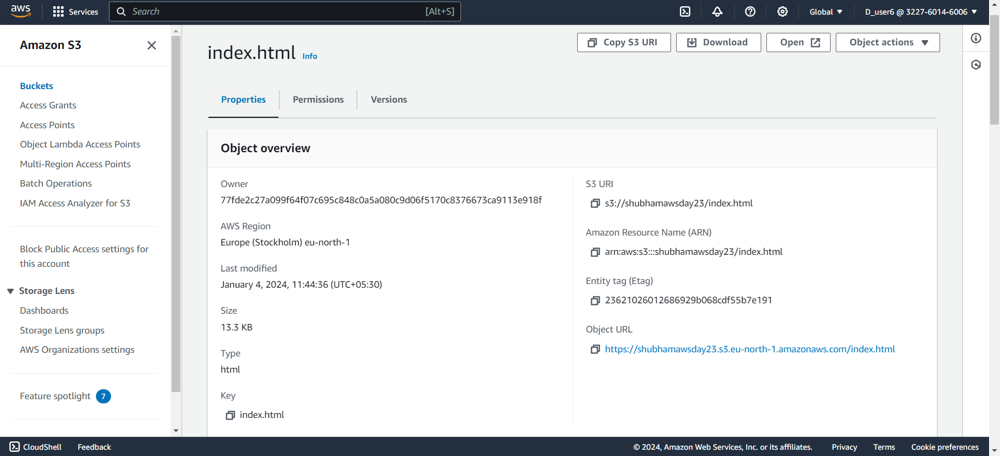 aws
Services
Search
[Alt+S]
Global
D_user6 @ 3227-6014-6006
Amazon S3
Buckets
Access Grants
Access Points
Object Lambda Access Points
Multi-Region Access Points
Batch Operations
IAM Access Analyzer for S3
Block Public Access settings for
this account
Storage Lens
Dashboards
Storage Lens groups
AWS Organizations settings
Feature spotlight 7
index.html Info
Copy S3 URI
Download
Open
Object actions
Properties
Permissions
Versions
Object overview
Owner
77fde2c27a099f64f07c695c848c0a5a080c9d06f5170c8376673ca9113e918f
AWS Region
Europe (Stockholm) eu-north-1
Last modified
January 4, 2024, 11:44:36 (UTC+05:30)
Size
13.3 KB
Type
html
Key
index.html
S3 URI
s3://shubhamawsday23/index.html
Amazon Resource Name (ARN)
arn:aws:s3:::shubhamawsday23/index.html
Entity tag (Etag)
23621026012686929b068cdf55b7e191
Object URL
https://shubhamawsday23.s3.eu-north-1.amazonaws.com/index.html
CloudShell
Feedback
© 2024, Amazon Web Services, Inc. or its affiliates.
Privacy
Terms
Cookie preferences